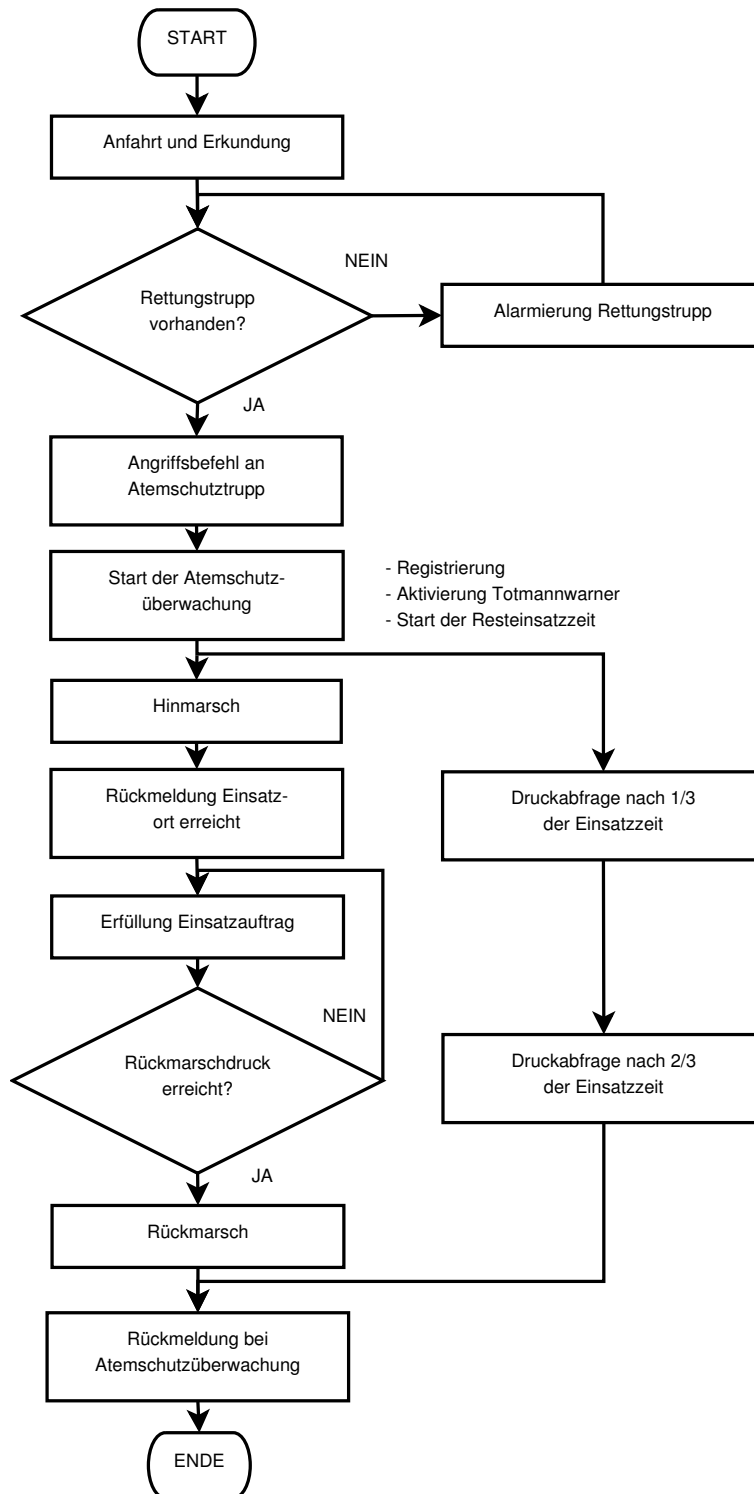 START
Anfahrt und Erkundung
NEIN
Rettungstrupp
vorhanden?
Alarmierung Rettungstrupp
JA
Angriffsbefehl an
Atemschutztrupp
Start der Atemschutz-
überwachung
- Registrierung
- Aktivierung Totmannwarner
- Start der Resteinsatzzeit
Hinmarsch
Rückmeldung Einsatz-
ort erreicht
Druckabfrage nach 1/3
der Einsatzzeit
Erfüllung Einsatzauftrag
NEIN
Rückmarschdruck
erreicht?
Druckabfrage nach 2/3
der Einsatzzeit
JA
Rückmarsch
Rückmeldung bei
Atemschutzüberwachung
ENDE